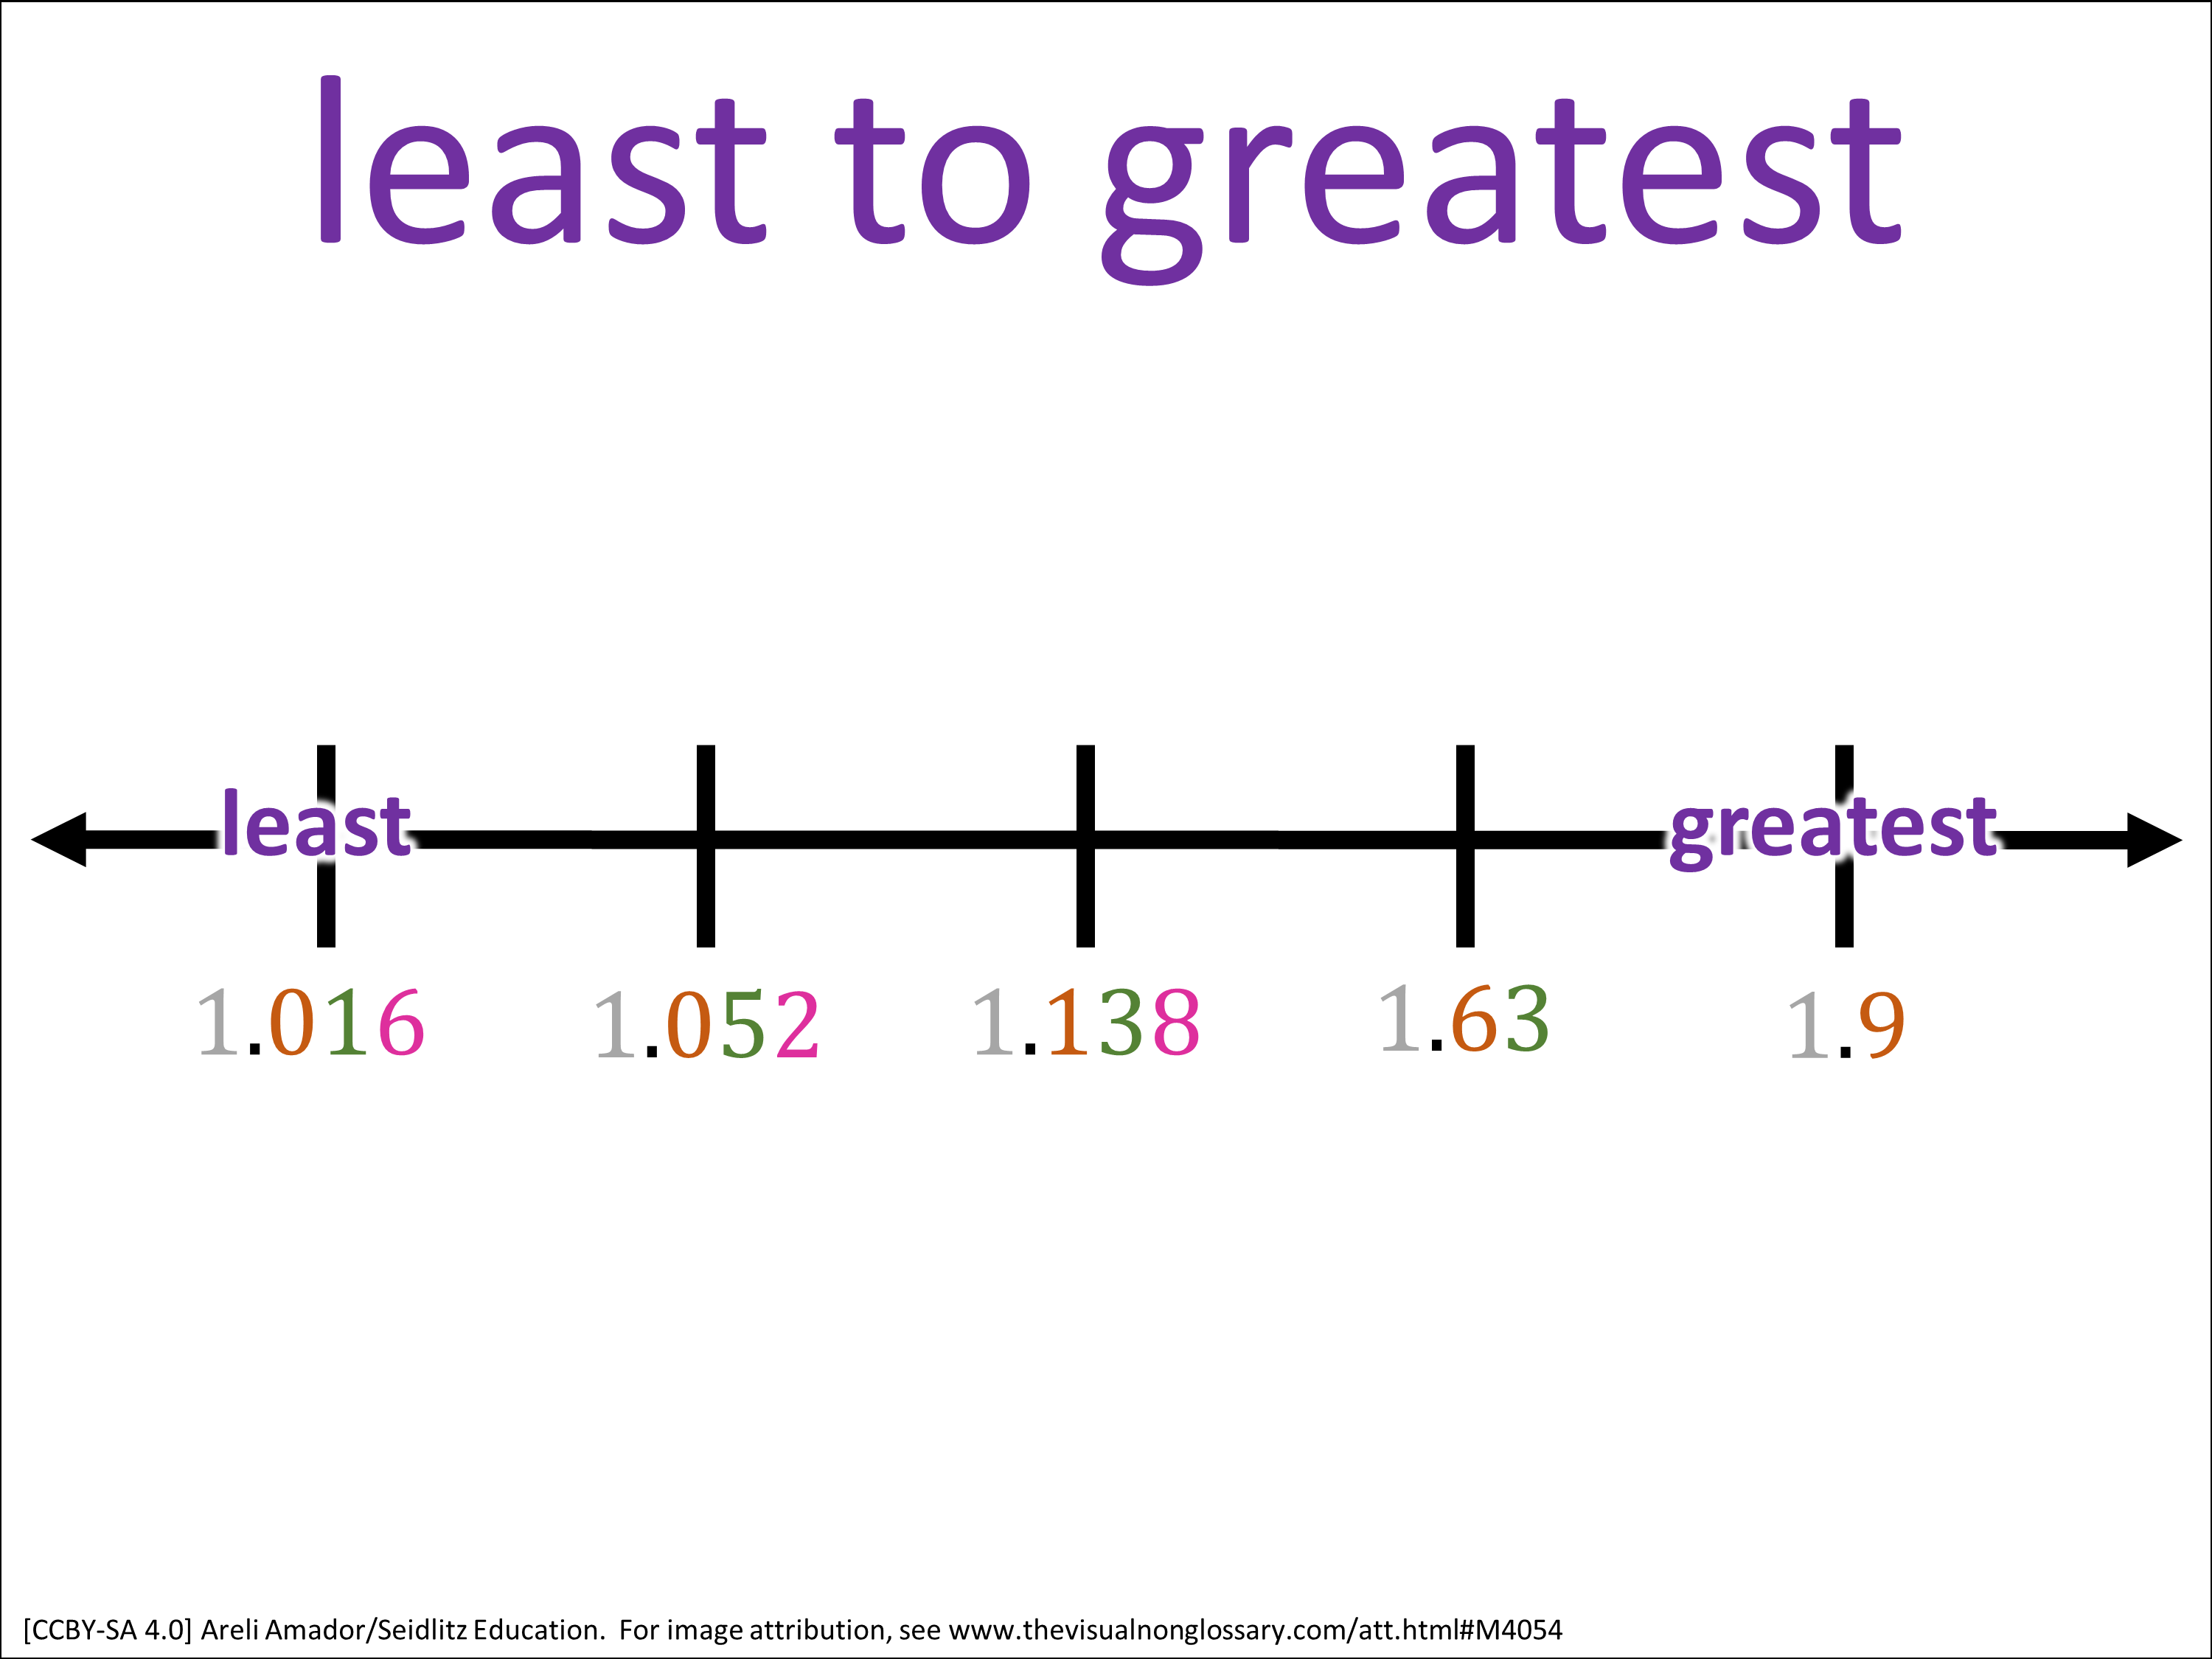 least to greatest
least greatest
1.016 1.052 1.138 1.63 1.9
[CCBY-SA 4.0] Areli Amador/Seidlitz Education.  For image attribution, see www.thevisualnonglossary.com/att.html#M4054